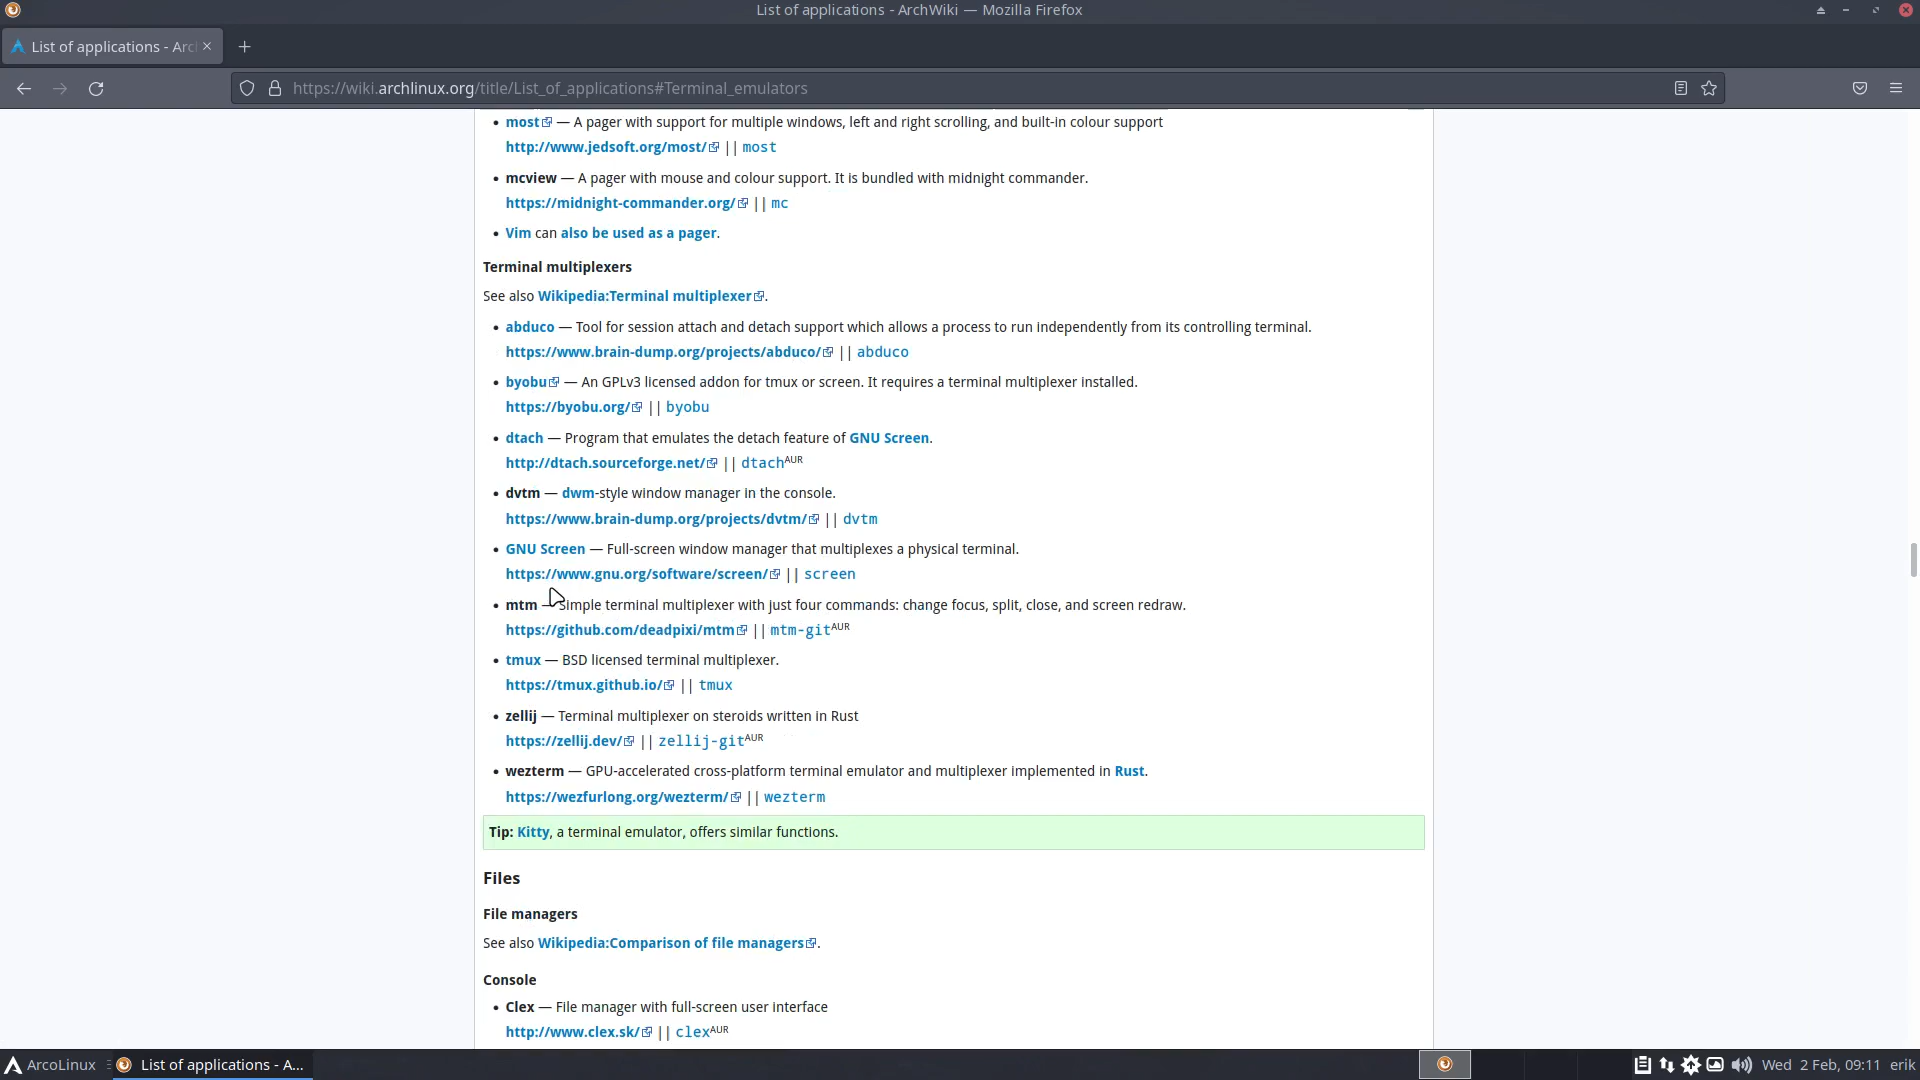 List of applications - ArchWiki — Mozilla Firefox
List of applications - Arc
https://wiki.archlinux.org/title/List_of_applications#Terminal_emulators
• most — A pager with support for multiple windows, left and right scrolling, and built-in colour support
http://www.jedsoft.org/most/ || most
• mcview — A pager with mouse and colour support. It is bundled with midnight commander.
https://midnight-commander.org/ || mc
• Vim can also be used as a pager.
Terminal multiplexers
See also Wikipedia:Terminal multiplexer.
• abduco — Tool for session attach and detach support which allows a process to run independently from its controlling terminal.
https://www.brain-dump.org/projects/abduco/ || abduco
• byobu — An GPLv3 licensed addon for tmux or screen. It requires a terminal multiplexer installed.
https://byobu.org/ || byobu
• dtach — Program that emulates the detach feature of GNU Screen.
http://dtach.sourceforge.net/ || dtachAUR
• dvtm — dwm-style window manager in the console.
https://www.brain-dump.org/projects/dvtm/ || dvtm
• GNU Screen — Full-screen window manager that multiplexes a physical terminal.
https://www.gnu.org/software/screen/ || screen
• mtm — Simple terminal multiplexer with just four commands: change focus, split, close, and screen redraw.
https://github.com/deadpixi/mtm || mtm-gitAUR
• tmux — BSD licensed terminal multiplexer.
https://tmux.github.io/ || tmux
• zellij — Terminal multiplexer on steroids written in Rust
https://zellij.dev/ || zellij-gitAUR
• wezterm — GPU-accelerated cross-platform terminal emulator and multiplexer implemented in Rust.
https://wezfurlong.org/wezterm/ || wezterm
Tip: Kitty, a terminal emulator, offers similar functions.
Files
File managers
See also Wikipedia:Comparison of file managers.
Console
• Clex — File manager with full-screen user interface
http://www.clex.sk/ || clexAUR
ArcoLinux List of applications - A... Wed 2 Feb, 09:11 erik